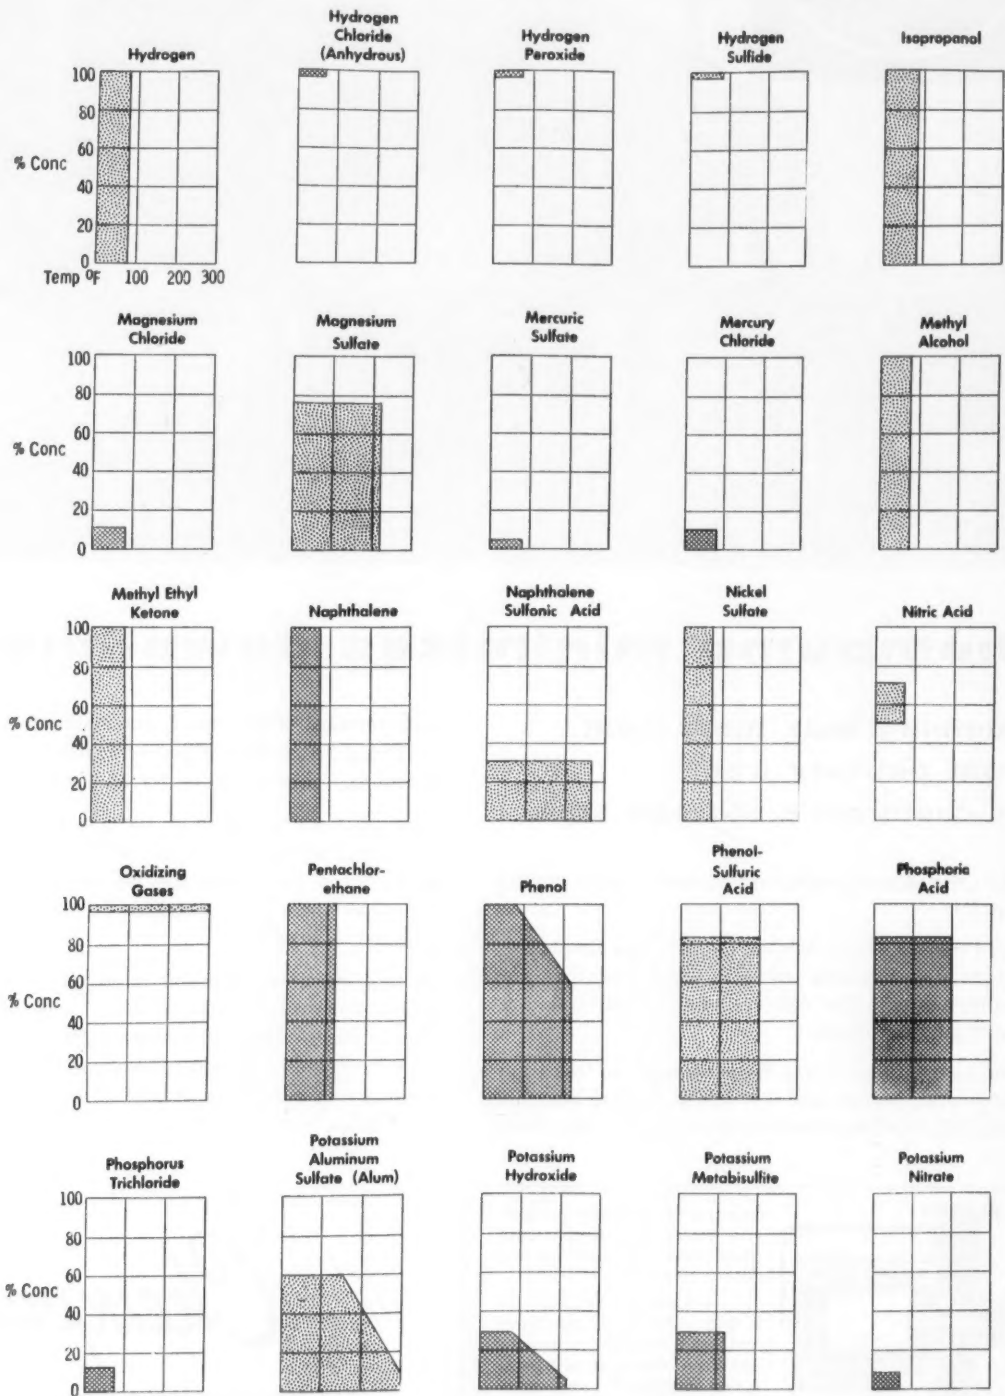 Hydrogen
Hydrogen
Chloride
(Anhydrous)
Hydrogen
Peroxide
Hydrogen
Sulfide
Isopropanol
100
80
60
% Conc
40
20
0
Temp °F 100 200 300
Magnesium
Chloride
Magnesium
Sulfate
Mercuric
Sulfate
Mercury
Chloride
Methyl
Alcohol
100
80
60
% Conc
40
20
0
Methyl Ethyl
Ketone
Naphthalene
Naphthalene
Sulfonic Acid
Nickel
Sulfate
Nitric Acid
100
80
60
% Conc
40
20
0
Oxidizing
Gases
Pentachlor-
ethane
Phenol
Phenol-
Sulfuric
Acid
Phosphoric
Acid
100
80
60
% Conc
40
20
0
Phosphorus
Trichloride
Potassium
Aluminum
Sulfate (Alum)
Potassium
Hydroxide
Potassium
Metabisulfite
Potassium
Nitrate
100
80
60
% Conc
40
20
0